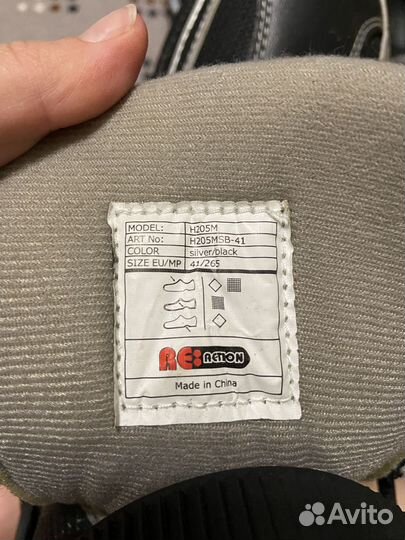 MODEL: H205M
ART No: H205MSB-41
COLOR silver/black
SIZE EU/MP 41/265
RE:ACTION
Made in China
Avito